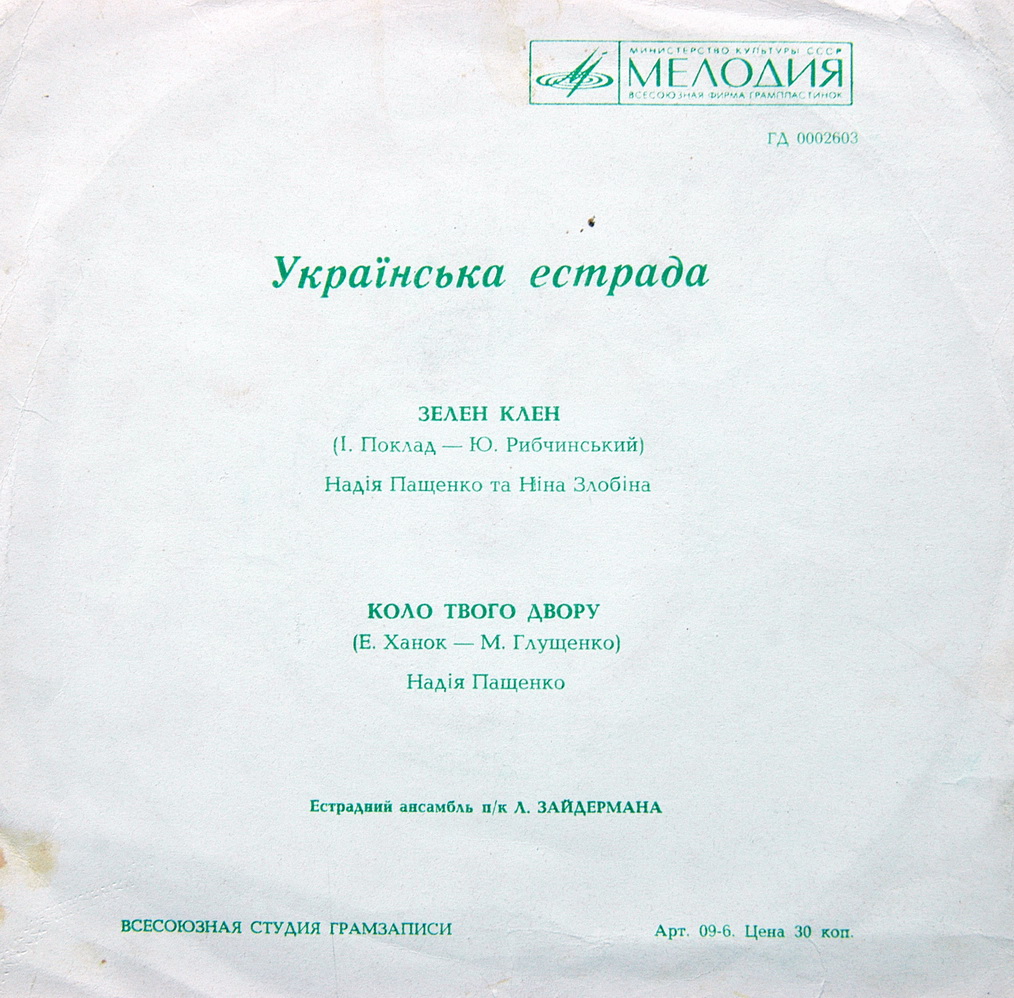 МИНИСТЕРСТВО КУЛЬТУРЫ СССР
МЕЛОДИЯ
ВСЕСОЮЗНАЯ ФИРМА ГРАМПЛАСТИНОК
ГД 0002603
Українська естрада
ЗЕЛЕН КЛЕН
(І. Поклад — Ю. Рибчинський)
Надія Пащенко та Ніна Злобіна
КОЛО ТВОГО ДВОРУ
(Е. Ханок — М. Глущенко)
Надія Пащенко
Естрадний ансамбль п/к Л. ЗАЙДЕРМАНА
ВСЕСОЮЗНАЯ СТУДИЯ ГРАМЗАПИСИ
Арт. 09-6. Цена 30 коп.